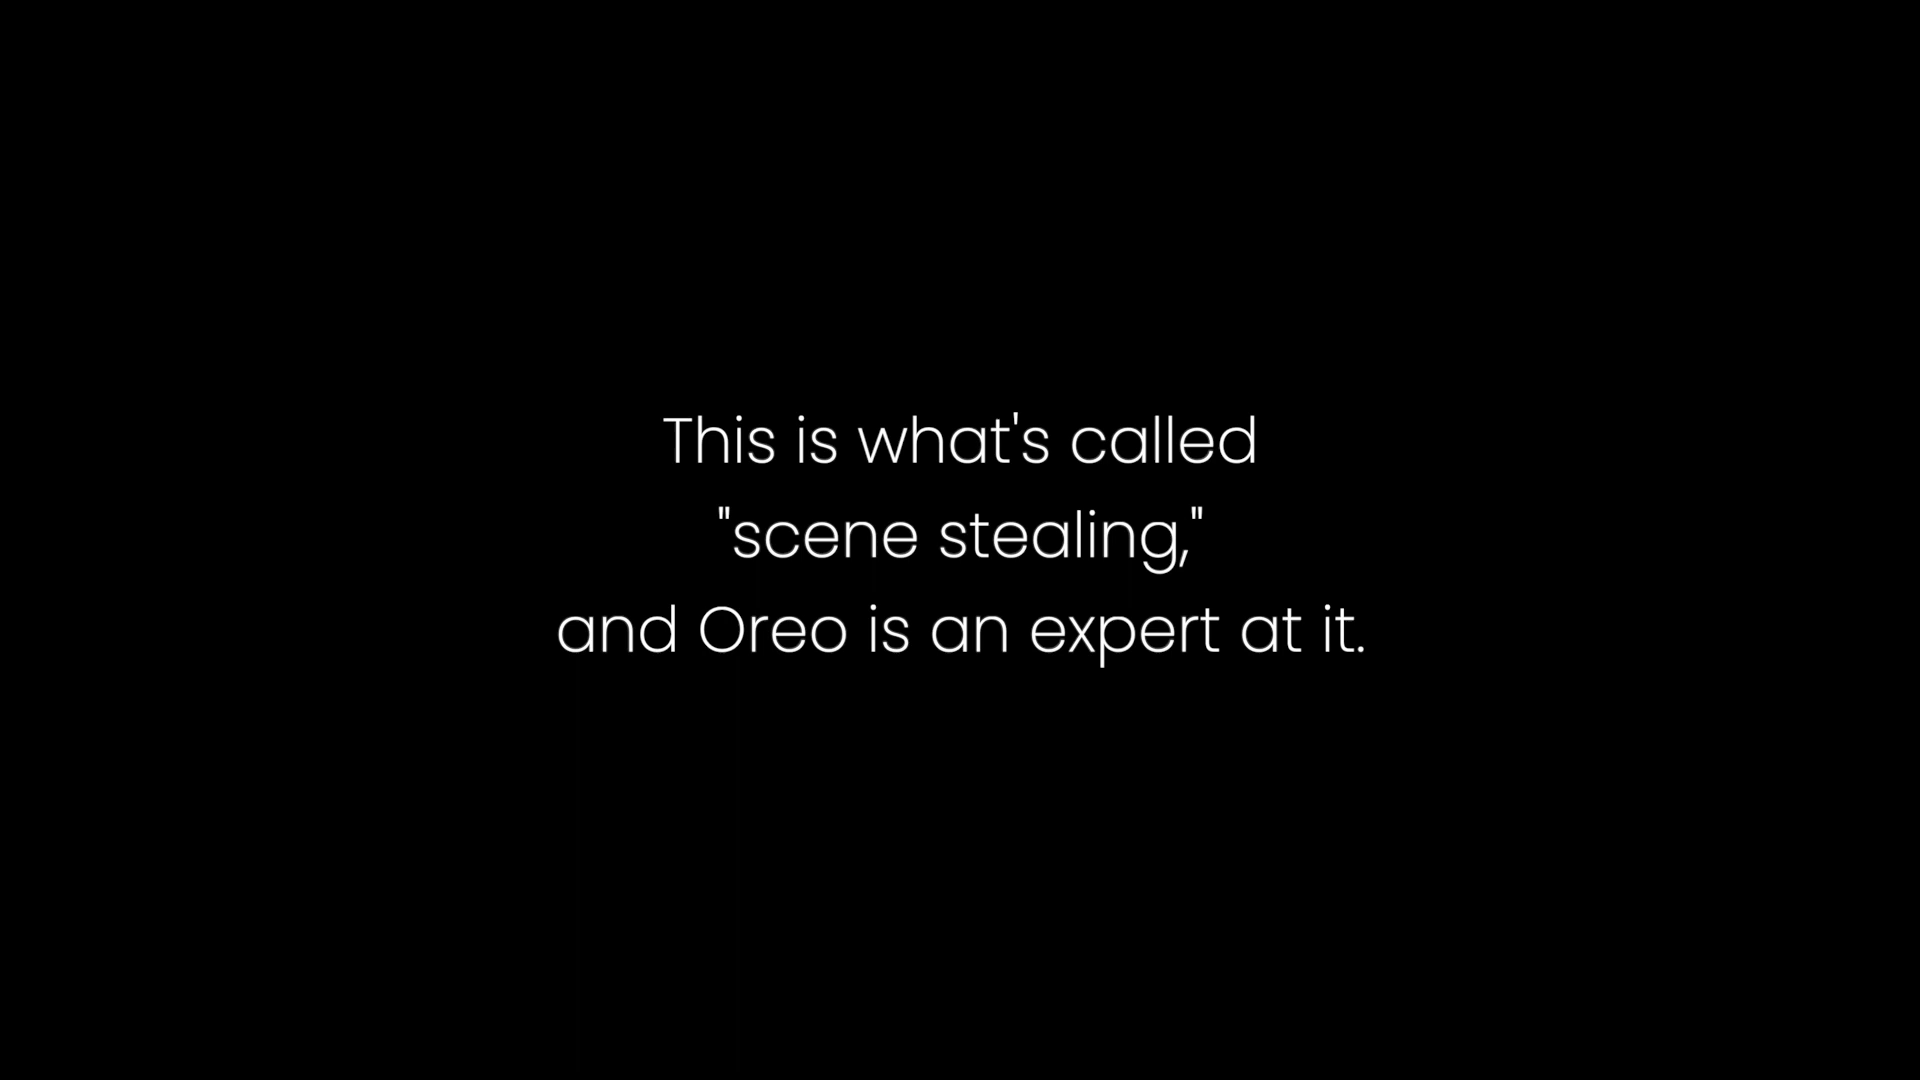 This is what's called
"scene stealing,"
and Oreo is an expert at it.